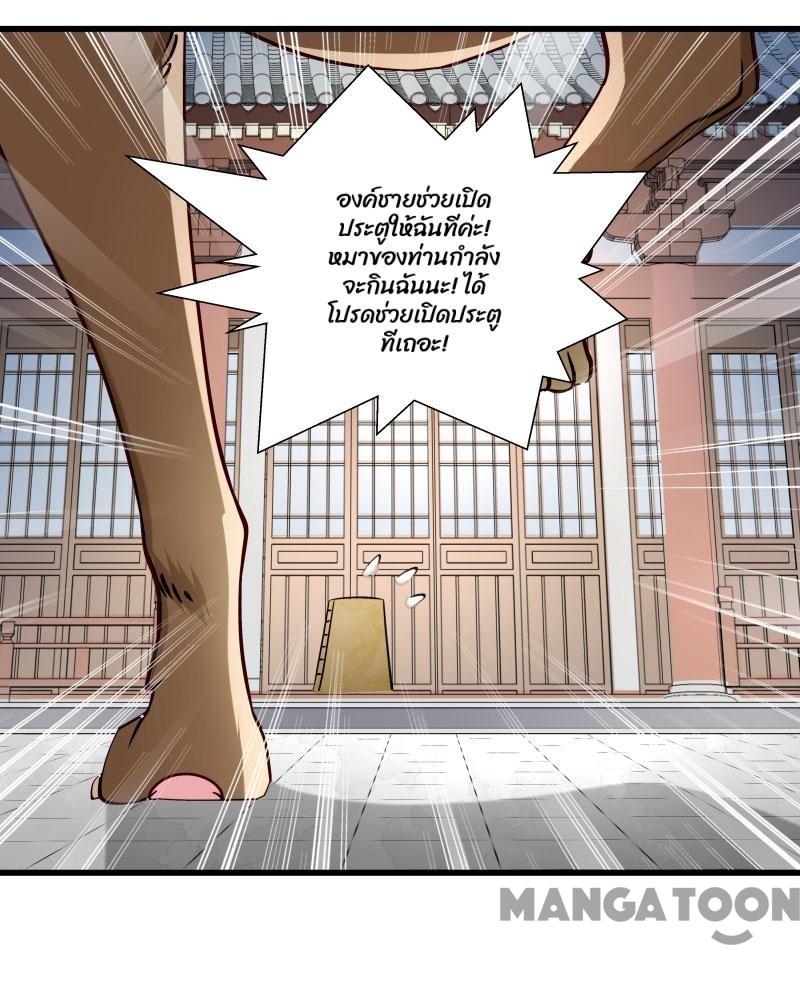 องค์ชายช่วยเปิด
ประตูให้ฉันทีค่ะ!
หมาของท่านกำลัง
จะกินฉันนะ! ได้
โปรดช่วยเปิดประตู
ทีเถอะ!
MANGATOON